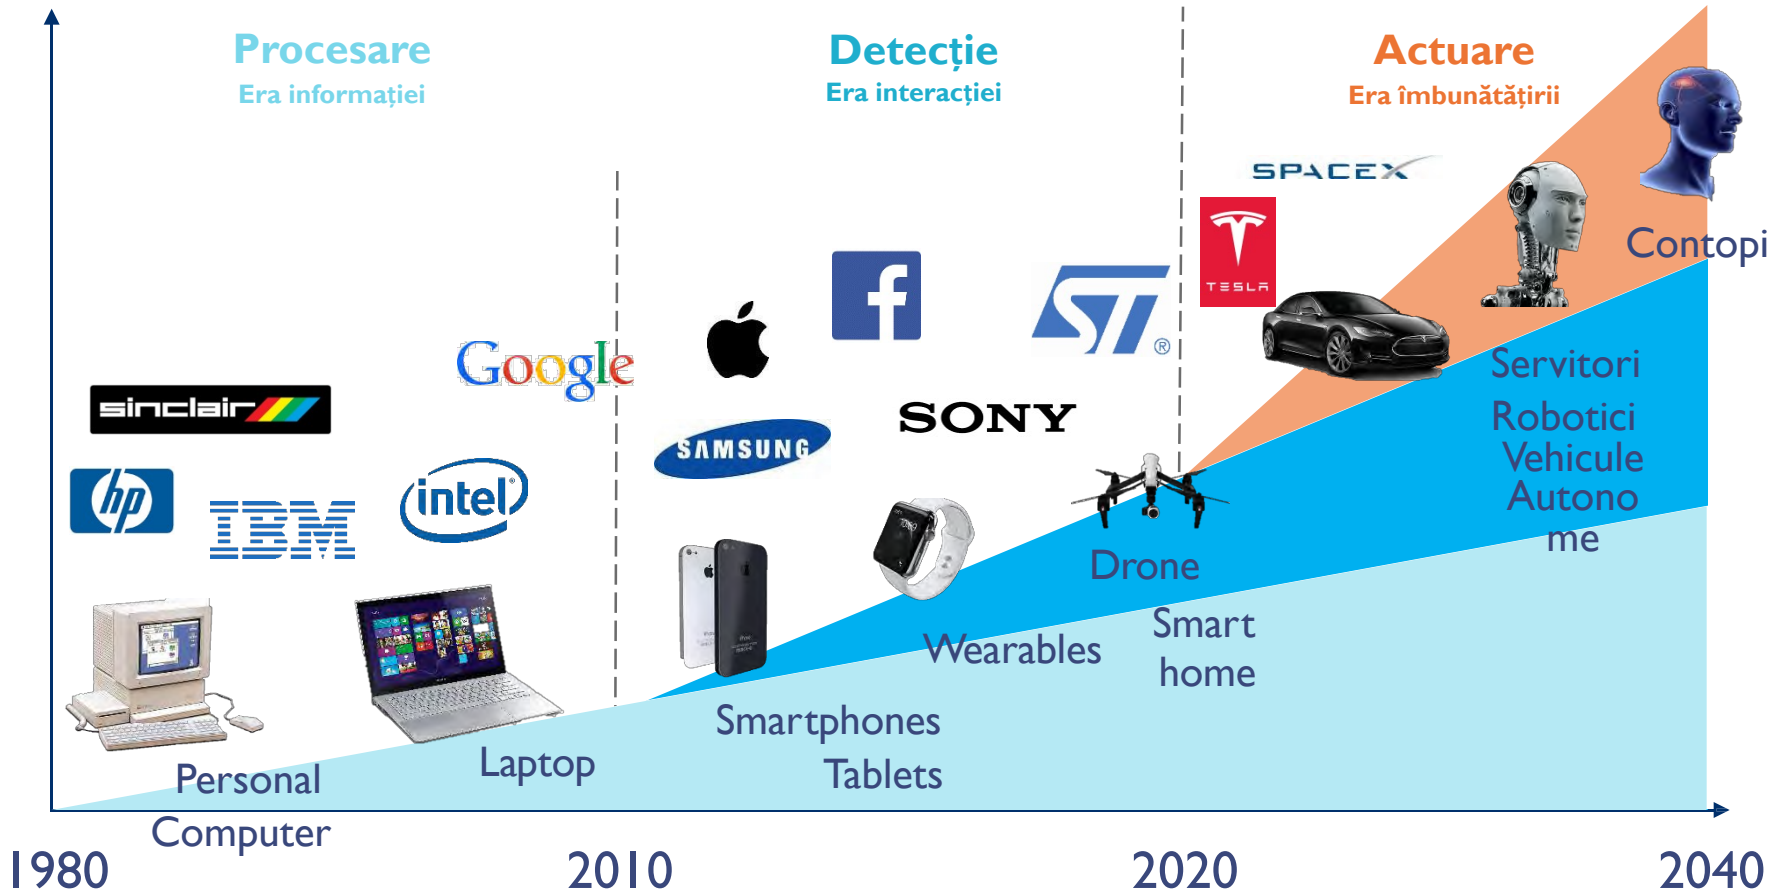 Procesare
Era informației
Detecție
Era interacției
Actuare
Era îmbunătățirii
SPACEX
TESLA
Contopi
Google
sinclair
hp
IBM
intel
SAMSUNG
f
SONY
ST®
Servitori
Robotici
Vehicule
Autono
me
Drone
Smart
home
Wearables
Smartphones
Tablets
Laptop
Personal
Computer
1980
2010
2020
2040